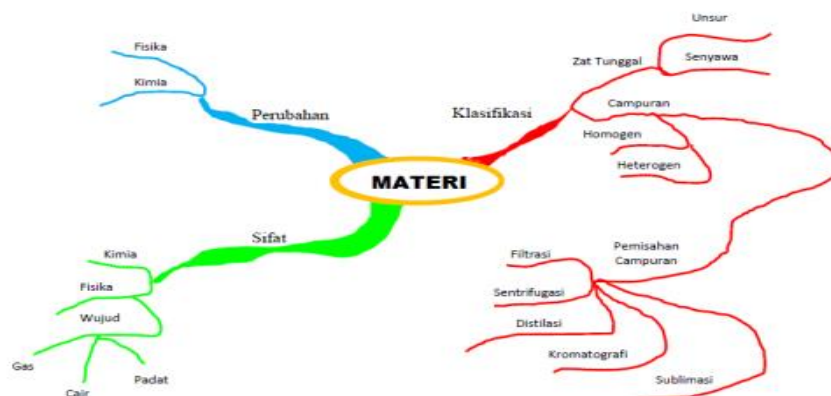 Fisika
Kimia
Perubahan
MATERI
Klasifikasi
Zat Tunggal
Unsur
Senyawa
Campuran
Homogen
Heterogen
Pemisahan
Campuran
Filtrasi
Sentrifugasi
Distilasi
Kromatografi
Sublimasi
Sifat
Kimia
Fisika
Wujud
Gas
Cair
Padat